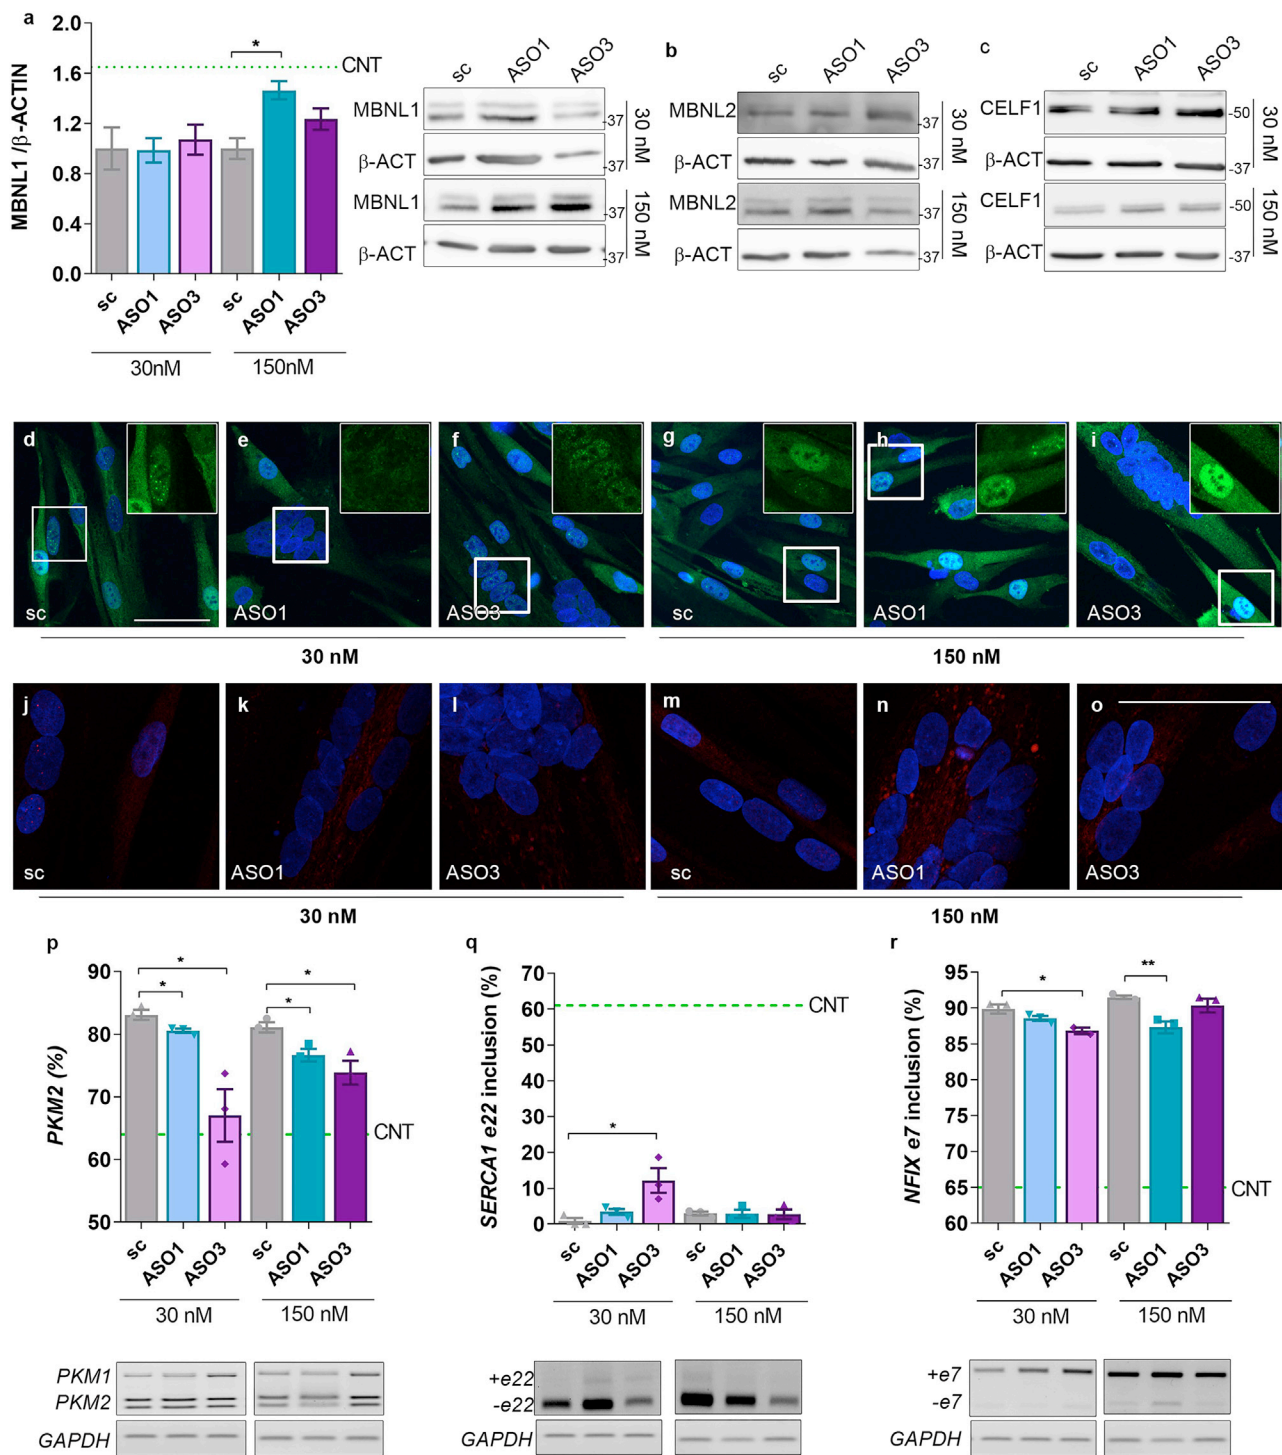 a
2.0
1.6
1.2
0.8
0.4
0.0
MBNL1 /β-ACTIN
CNT
*
sc
ASO1
ASO3
sc
ASO1
ASO3
30nM
150nM
sc
ASO1
ASO3
MBNL1
-37
β-ACT
-37
30 nM
MBNL1
-37
β-ACT
-37
150 nM
b
sc
ASO1
ASO3
MBNL2
-37
β-ACT
-37
30 nM
MBNL2
-37
β-ACT
-37
150 nM
c
sc
ASO1
ASO3
CELF1
-50
β-ACT
-37
30 nM
CELF1
-50
β-ACT
-37
150 nM
d
sc
e
ASO1
f
ASO3
g
sc
h
ASO1
i
ASO3
30 nM
150 nM
j
sc
k
ASO1
l
ASO3
m
sc
n
ASO1
o
ASO3
30 nM
150 nM
p
90
80
70
60
50
PKM2 (%)
*
*
*
*
CNT
sc
ASO1
ASO3
sc
ASO1
ASO3
30 nM
150 nM
PKM1
PKM2
GAPDH
q
70
60
50
40
30
20
10
0
SERCA1 e22 inclusion (%)
CNT
*
sc
ASO1
ASO3
sc
ASO1
ASO3
30 nM
150 nM
+e22
-e22
GAPDH
r
95
90
85
80
75
70
65
60
NFIX e7 inclusion (%)
*
**
CNT
sc
ASO1
ASO3
sc
ASO1
ASO3
30 nM
150 nM
+e7
-e7
GAPDH